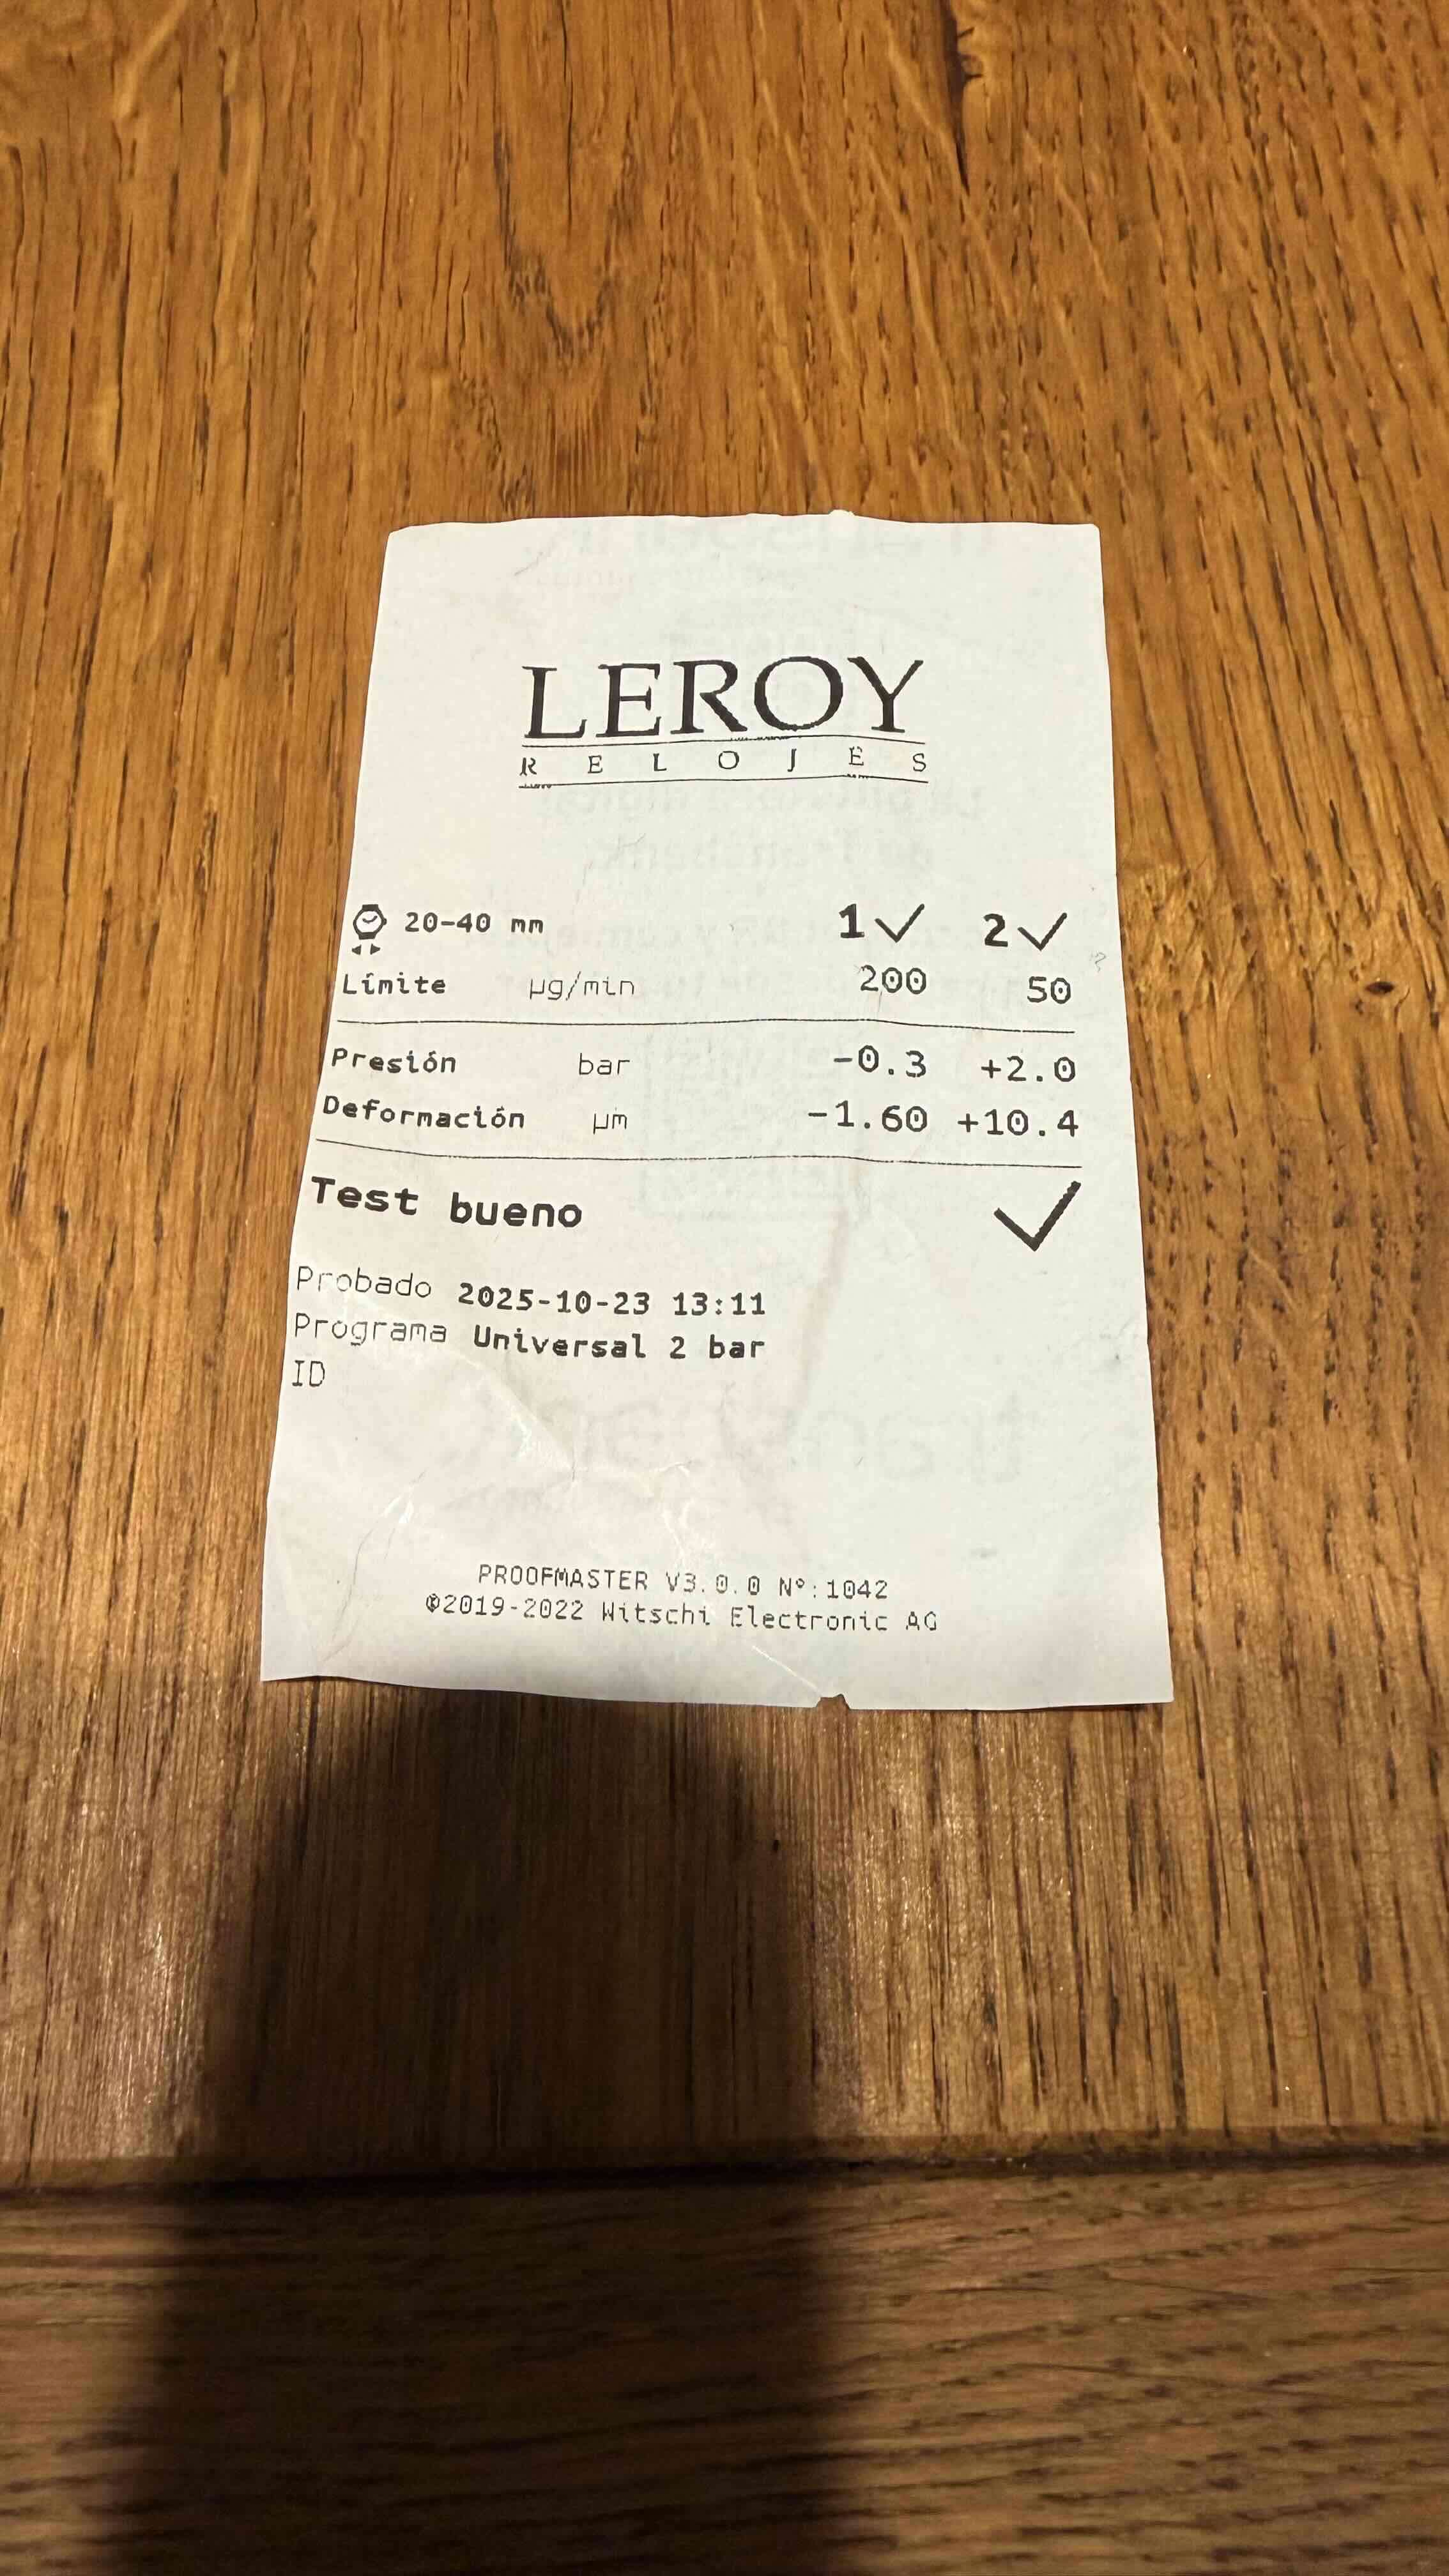 LEROY
RELOJES
20-40 mm 1✓ 2✓
Límite µg/min 200 50
Presión bar -0.3 +2.0
Deformación µm -1.60 +10.4
Test bueno ✓
Probado 2025-10-23 13:11
Programa Universal 2 bar
ID
PROOFMASTER V3.0.0 Nº:1042
©2019-2022 Witschi Electronic AG